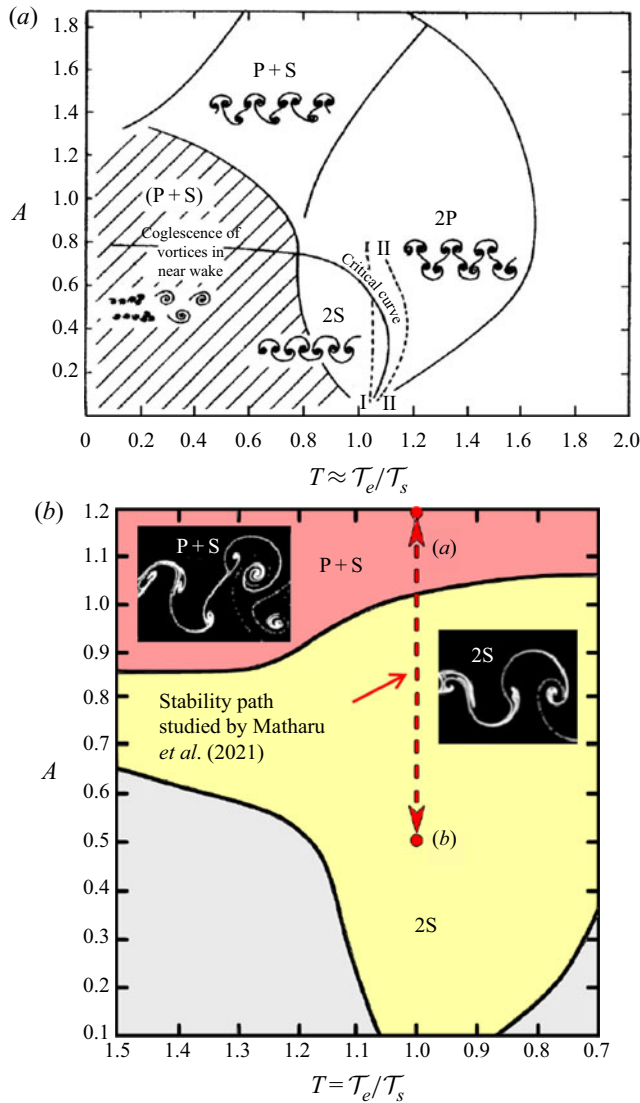 (a)
1.8
1.6
1.4
1.2
1.0
0.8
0.6
0.4
0.2
A
P + S
(P + S)
Coglescence of
vortices in
near wake
2P
II
Critical curve
2S
I
II
0
0.2
0.4
0.6
0.8
1.0
1.2
1.4
1.6
1.8
2.0
T ≈ 𝒯e/𝒯s
(b)
1.2
1.1
1.0
0.9
0.8
0.7
0.6
0.5
0.4
0.3
0.2
0.1
A
P + S
P + S
(a)
2S
Stability path
studied by Matharu
et al. (2021)
(b)
2S
1.5
1.4
1.3
1.2
1.1
1.0
0.9
0.8
0.7
T = 𝒯e/𝒯s